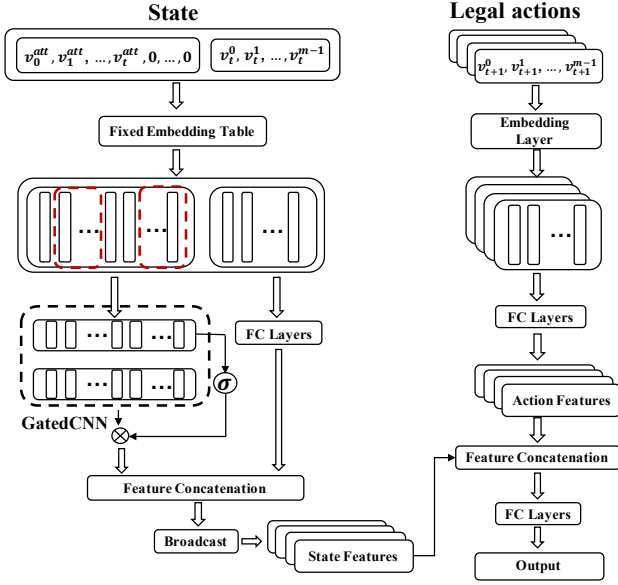 State
Legal actions
v_0^{att}, v_1^{att}, ..., v_t^{att}, 0, ..., 0
v_t^0, v_t^1, ..., v_t^{m-1}
v_{t+1}^0, v_{t+1}^1, ..., v_{t+1}^{m-1}
Fixed Embedding Table
Embedding
Layer
...
...
...
...
FC Layers
FC Layers
...
...
...
...
σ
GatedCNN
Action Features
Feature Concatenation
Feature Concatenation
FC Layers
Broadcast
State Features
Output